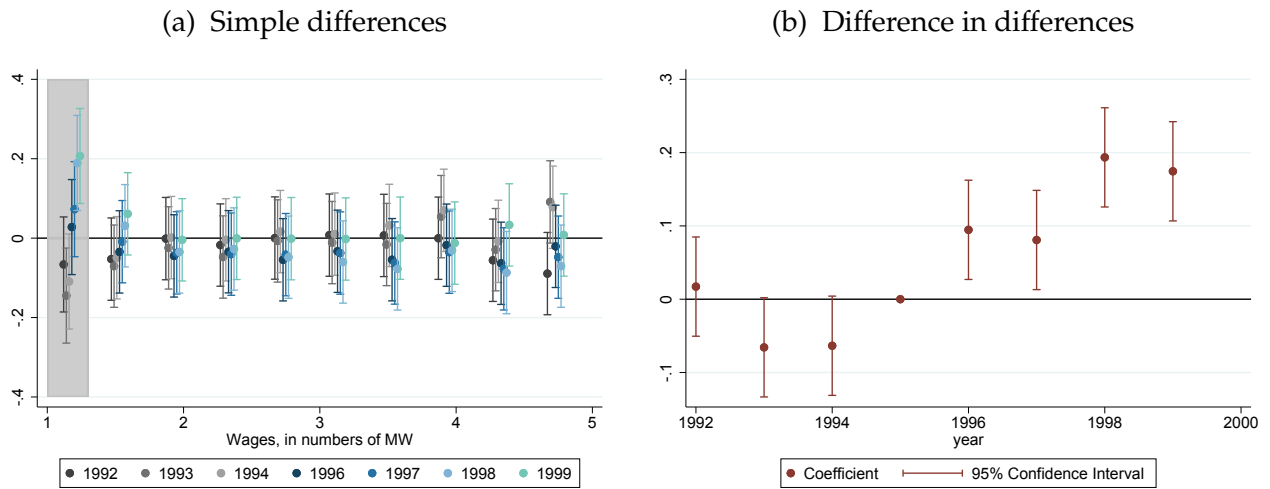 (a) Simple differences
.4
.2
0
-.2
-.4
1 2 3 4 5
Wages, in numbers of MW
1992 1993 1994 1996 1997 1998 1999
(b) Difference in differences
.3
.2
.1
0
-.1
1992 1994 1996 1998 2000
year
Coefficient 95% Confidence Interval